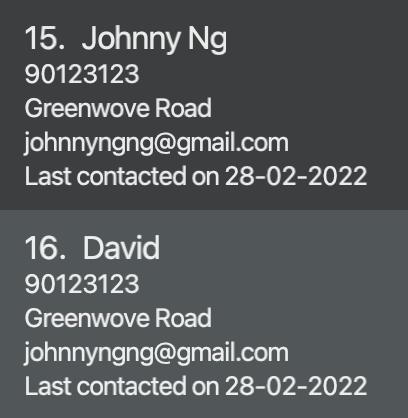 15. Johnny Ng
90123123
Greenwove Road
johnnyngng@gmail.com
Last contacted on 28-02-2022
16. David
90123123
Greenwove Road
johnnyngng@gmail.com
Last contacted on 28-02-2022